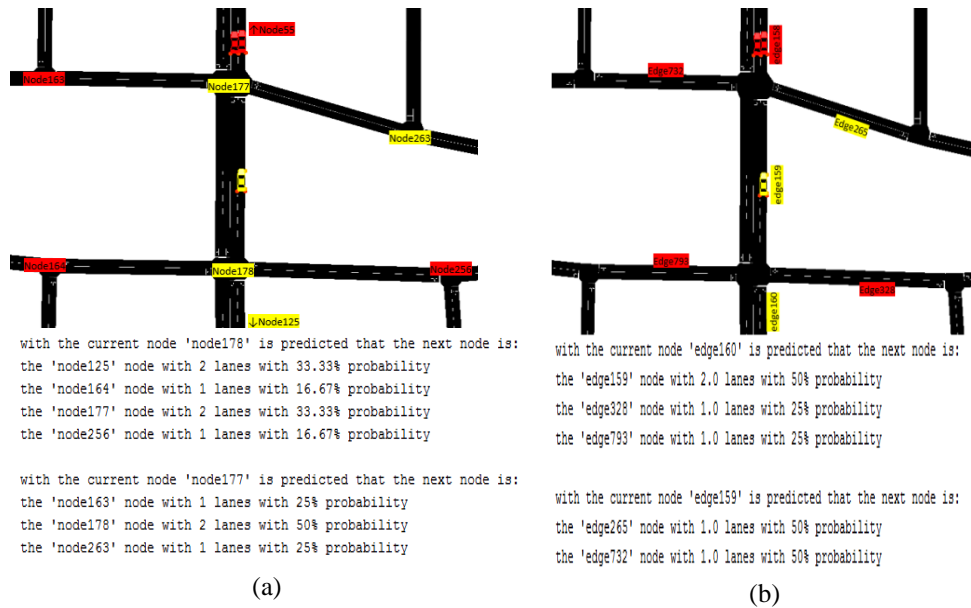 ↑Node55
Node163
Node177
Node263
Node164
Node178
Node256
↓Node125
with the current node 'node178' is predicted that the next node is:
the 'node125' node with 2 lanes with 33.33% probability
the 'node164' node with 1 lanes with 16.67% probability
the 'node177' node with 2 lanes with 33.33% probability
the 'node256' node with 1 lanes with 16.67% probability
with the current node 'node177' is predicted that the next node is:
the 'node163' node with 1 lanes with 25% probability
the 'node178' node with 2 lanes with 50% probability
the 'node263' node with 1 lanes with 25% probability
(a)
edge158
Edge732
Edge265
edge159
Edge793
Edge328
edge160
with the current node 'edge160' is predicted that the next node is:
the 'edge159' node with 2.0 lanes with 50% probability
the 'edge328' node with 1.0 lanes with 25% probability
the 'edge793' node with 1.0 lanes with 25% probability
with the current node 'edge159' is predicted that the next node is:
the 'edge265' node with 1.0 lanes with 50% probability
the 'edge732' node with 1.0 lanes with 50% probability
(b)